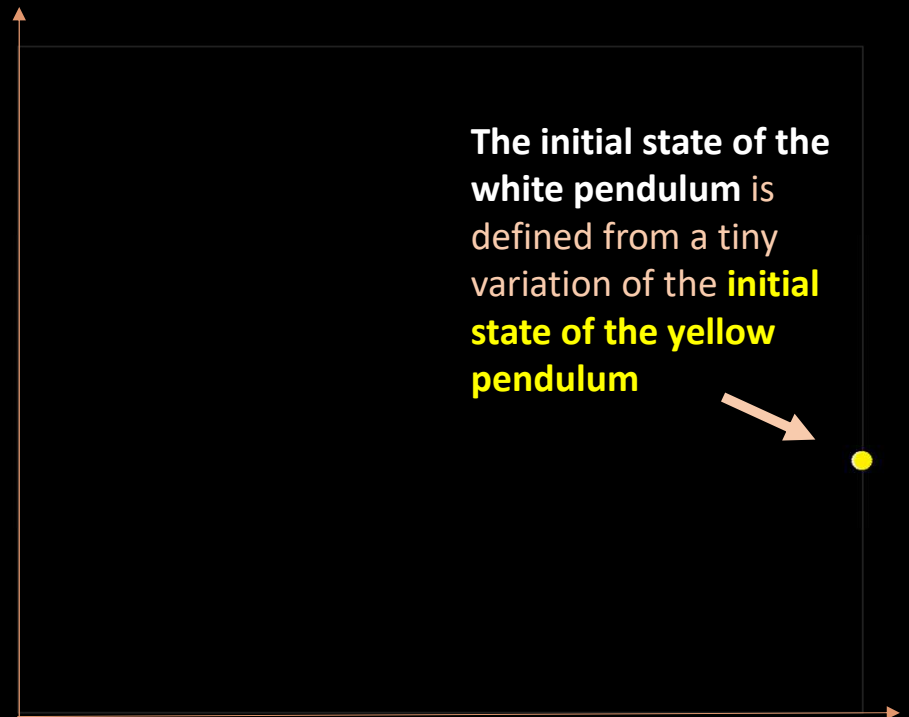 The initial state of the
white pendulum is
defined from a tiny
variation of the initial
state of the yellow
pendulum